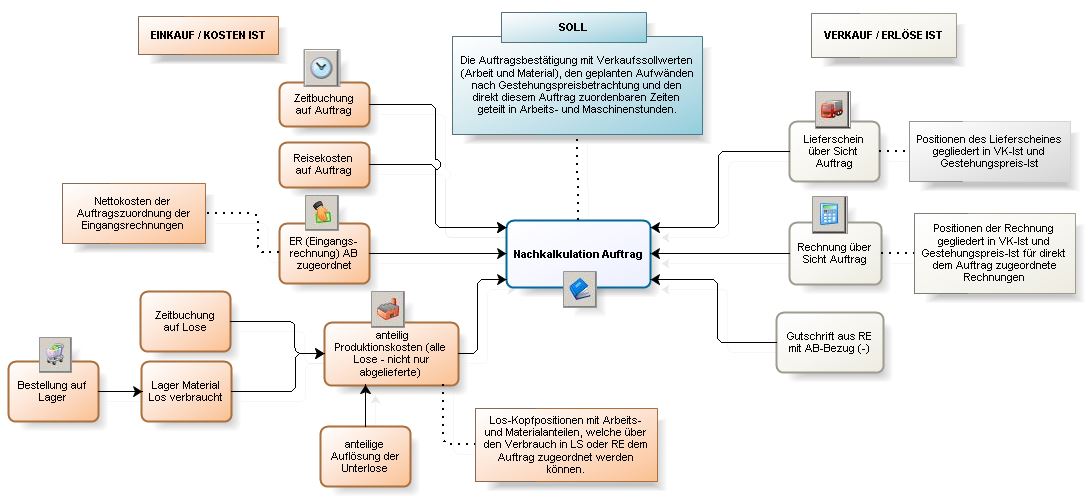 EINKAUF / KOSTEN IST
SOLL
VERKAUF / ERLÖSE IST
Die Auftragsbestätigung mit Verkaufssollwerten
(Arbeit und Material), den geplanten Aufwänden
nach Gestehungspreisbetrachtung und den
direkt diesem Auftrag zuordenbaren Zeiten
geteilt in Arbeits- und Maschinenstunden.
Zeitbuchung
auf Auftrag
Reisekosten
auf Auftrag
Nettokosten der
Auftragszuordnung der
Eingangsrechnungen
ER (Eingangs-
rechnung) AB
zugeordnet
Nachkalkulation Auftrag
Lieferschein
über Sicht
Auftrag
Positionen des Lieferscheines
gegliedert in VK-Ist und
Gestehungspreis-Ist
Rechnung über
Sicht Auftrag
Positionen der Rechnung
gegliedert in VK-Ist und
Gestehungspreis-Ist für direkt
dem Auftrag zugeordnete
Rechnungen
Gutschrift aus RE
mit AB-Bezug (-)
Zeitbuchung
auf Lose
anteilig
Produktionskosten (alle
Lose - nicht nur
abgelieferte)
Bestellung auf
Lager
Lager Material
Los verbraucht
anteilige
Auflösung der
Unterlose
Los-Kopfpositionen mit Arbeits-
und Materialanteilen, welche über
den Verbrauch in LS oder RE dem
Auftrag zugeordnet werden
können.